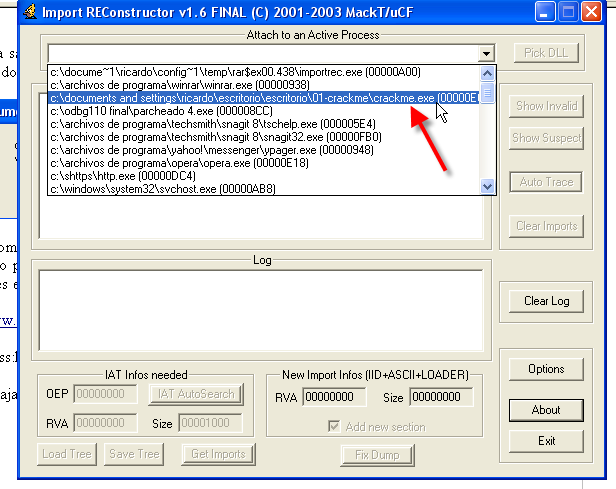 Import REConstructor v1.6 FINAL (C) 2001-2003 MackT/uCF
Attach to an Active Process
Pick DLL
c:\docume~1\ricardo\config~1\temp\rar$ex00.438\importrec.exe (00000A00)
c:\archivos de programa\winrar\winrar.exe (00000938)
c:\documents and settings\ricardo\escritorio\escritorio\01-crackme\crackme.exe (00000E
c:\odbg110 final\parcheado 4.exe (000008CC)
c:\archivos de programa\techsmith\snagit 8\tschelp.exe (000005E4)
c:\archivos de programa\techsmith\snagit 8\snagit32.exe (00000FB0)
c:\archivos de programa\yahoo!\messenger\ypager.exe (00000948)
c:\archivos de programa\opera\opera.exe (00000E18)
c:\shttps\http.exe (00000DC4)
c:\windows\system32\svchost.exe (00000AB8)
Show Invalid
Show Suspect
Auto Trace
Clear Imports
Log
Clear Log
IAT Infos needed
OEP 00000000 IAT AutoSearch
RVA 00000000 Size 00001000
New Import Infos (IID+ASCII+LOADER)
RVA 00000000 Size 00000000
Add new section
Options
About
Exit
Load Tree Save Tree Get Imports Fix Dump